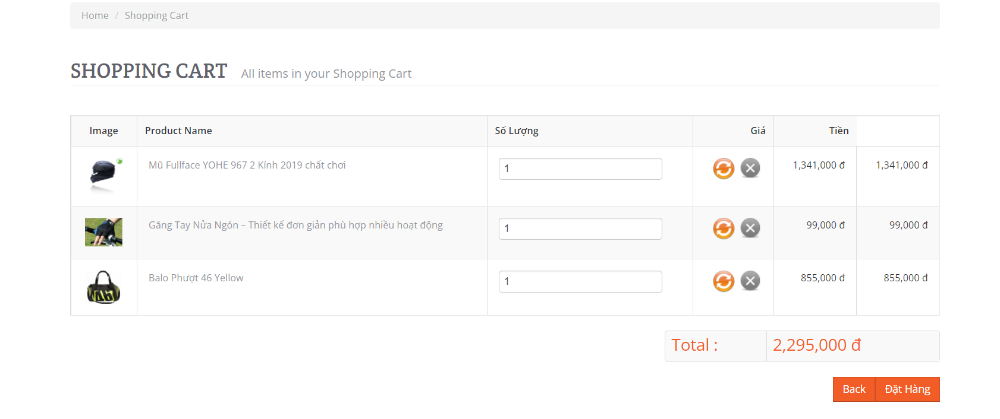 Home / Shopping Cart
SHOPPING CART All items in your Shopping Cart
Image Product Name Số Lượng Giá Tiền
Mũ Fullface YOHE 967 2 Kính 2019 chất chơi 1 1,341,000 đ 1,341,000 đ
Găng Tay Nửa Ngón – Thiết kế đơn giản phù hợp nhiều hoạt động 1 99,000 đ 99,000 đ
Balo Phượt 46 Yellow 1 855,000 đ 855,000 đ
Total : 2,295,000 đ
Back Đặt Hàng